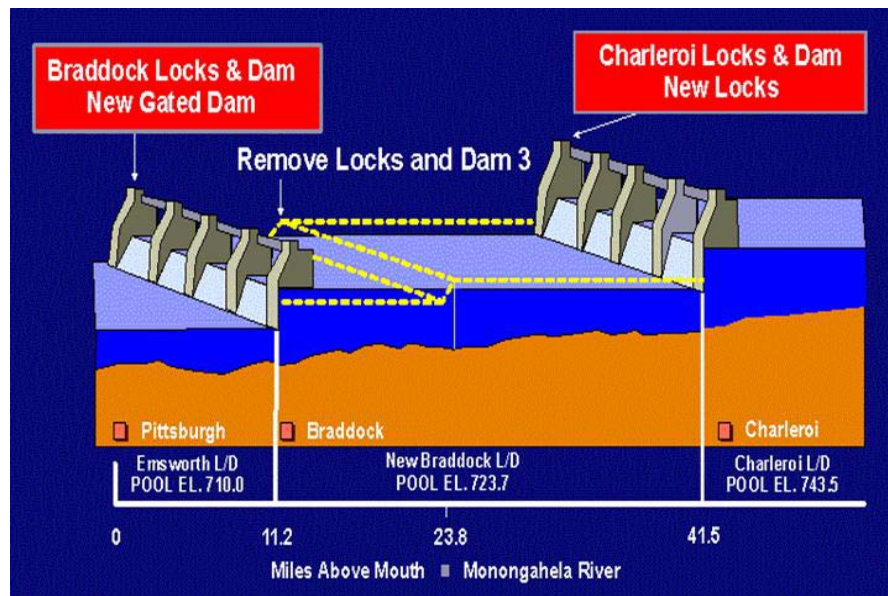 Braddock Locks & Dam
New Gated Dam
Charleroi Locks & Dam
New Locks
Remove Locks and Dam 3
Pittsburgh
Braddock
Charleroi
Emsworth L/D
POOL EL. 710.0
New Braddock L/D
POOL EL. 723.7
Charleroi L/D
POOL EL. 743.5
0
11.2
23.8
41.5
Miles Above Mouth Monongahela River